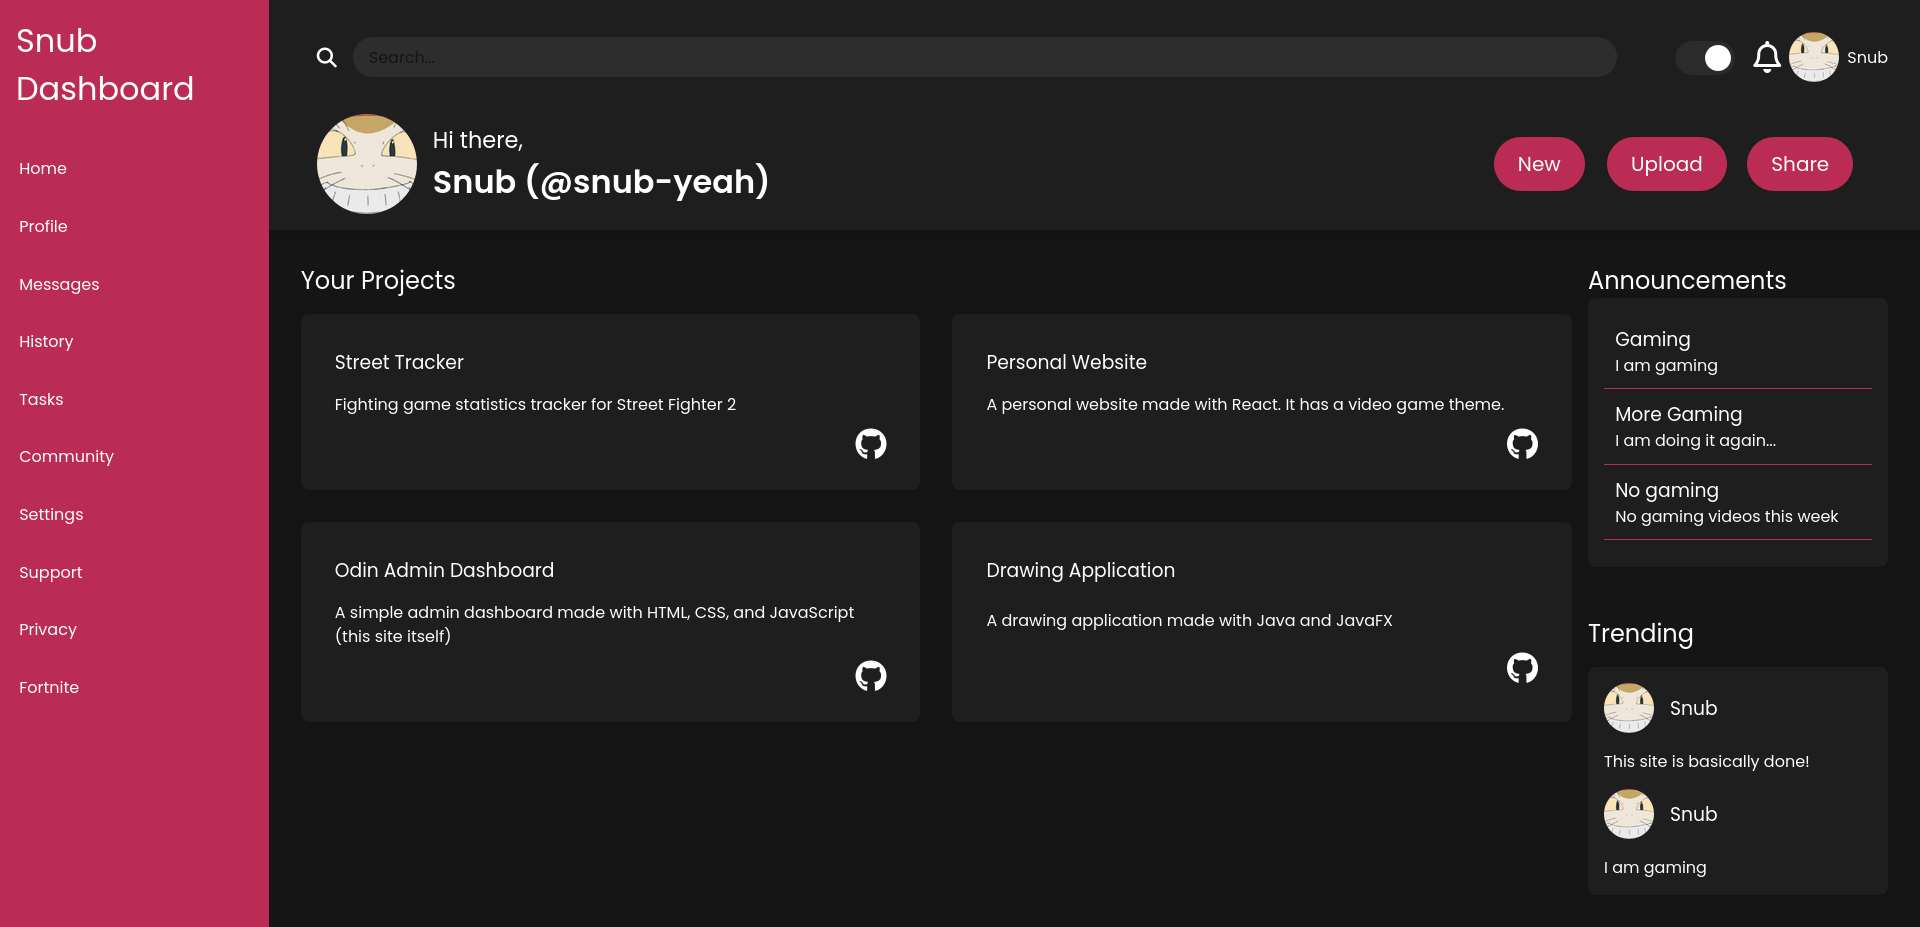 Snub
Dashboard
Home
Profile
Messages
History
Tasks
Community
Settings
Support
Privacy
Fortnite
Search...
Snub
Hi there,
Snub (@snub-yeah)
New
Upload
Share
Your Projects
Street Tracker
Fighting game statistics tracker for Street Fighter 2
Personal Website
A personal website made with React. It has a video game theme.
Odin Admin Dashboard
A simple admin dashboard made with HTML, CSS, and JavaScript
(this site itself)
Drawing Application
A drawing application made with Java and JavaFX
Announcements
Gaming
I am gaming
More Gaming
I am doing it again...
No gaming
No gaming videos this week
Trending
Snub
This site is basically done!
Snub
I am gaming